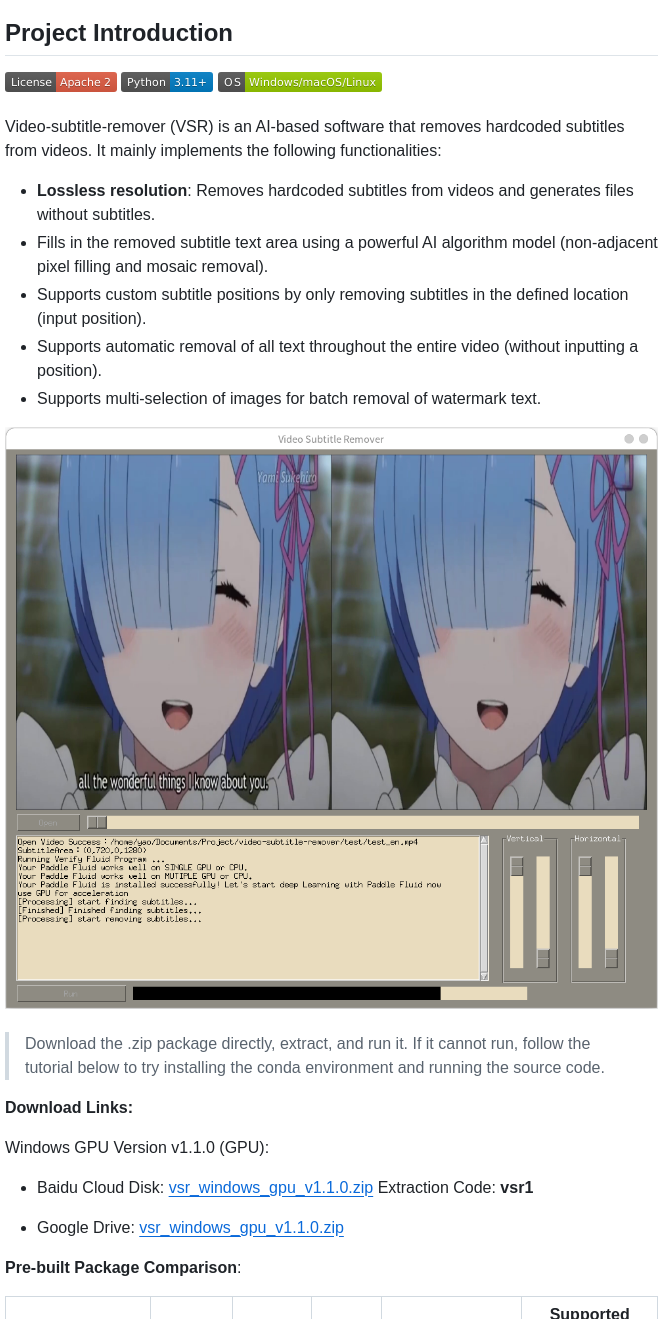 Project Introduction
License Apache 2 Python 3.11+ OS Windows/macOS/Linux
Video-subtitle-remover (VSR) is an AI-based software that removes hardcoded subtitles
from videos. It mainly implements the following functionalities:
Lossless resolution: Removes hardcoded subtitles from videos and generates files
without subtitles.
Fills in the removed subtitle text area using a powerful AI algorithm model (non-adjacent
pixel filling and mosaic removal).
Supports custom subtitle positions by only removing subtitles in the defined location
(input position).
Supports automatic removal of all text throughout the entire video (without inputting a
position).
Supports multi-selection of images for batch removal of watermark text.
Video Subtitle Remover
Yami Sukehiro
all the wonderful things I know about you.
Open
Open Video Success：/home/yao/Documents/Project/video-subtitle-remover/test/test_en.mp4
SubtitleArea：(0,720,0,1280)
Running Verify Fluid Program ...
Your Paddle Fluid works well on SINGLE GPU or CPU.
Your Paddle Fluid works well on MUTIPLE GPU or CPU.
Your Paddle Fluid is installed successfully! Let's start deep Learning with Paddle Fluid now
use GPU for acceleration
[Processing] start finding subtitles...
[Finished] Finished finding subtitles...
[Processing] start removing subtitles...
Vertical
Horizontal
Run
Download the .zip package directly, extract, and run it. If it cannot run, follow the
tutorial below to try installing the conda environment and running the source code.
Download Links:
Windows GPU Version v1.1.0 (GPU):
Baidu Cloud Disk: vsr_windows_gpu_v1.1.0.zip Extraction Code: vsr1
Google Drive: vsr_windows_gpu_v1.1.0.zip
Pre-built Package Comparison:
Supported